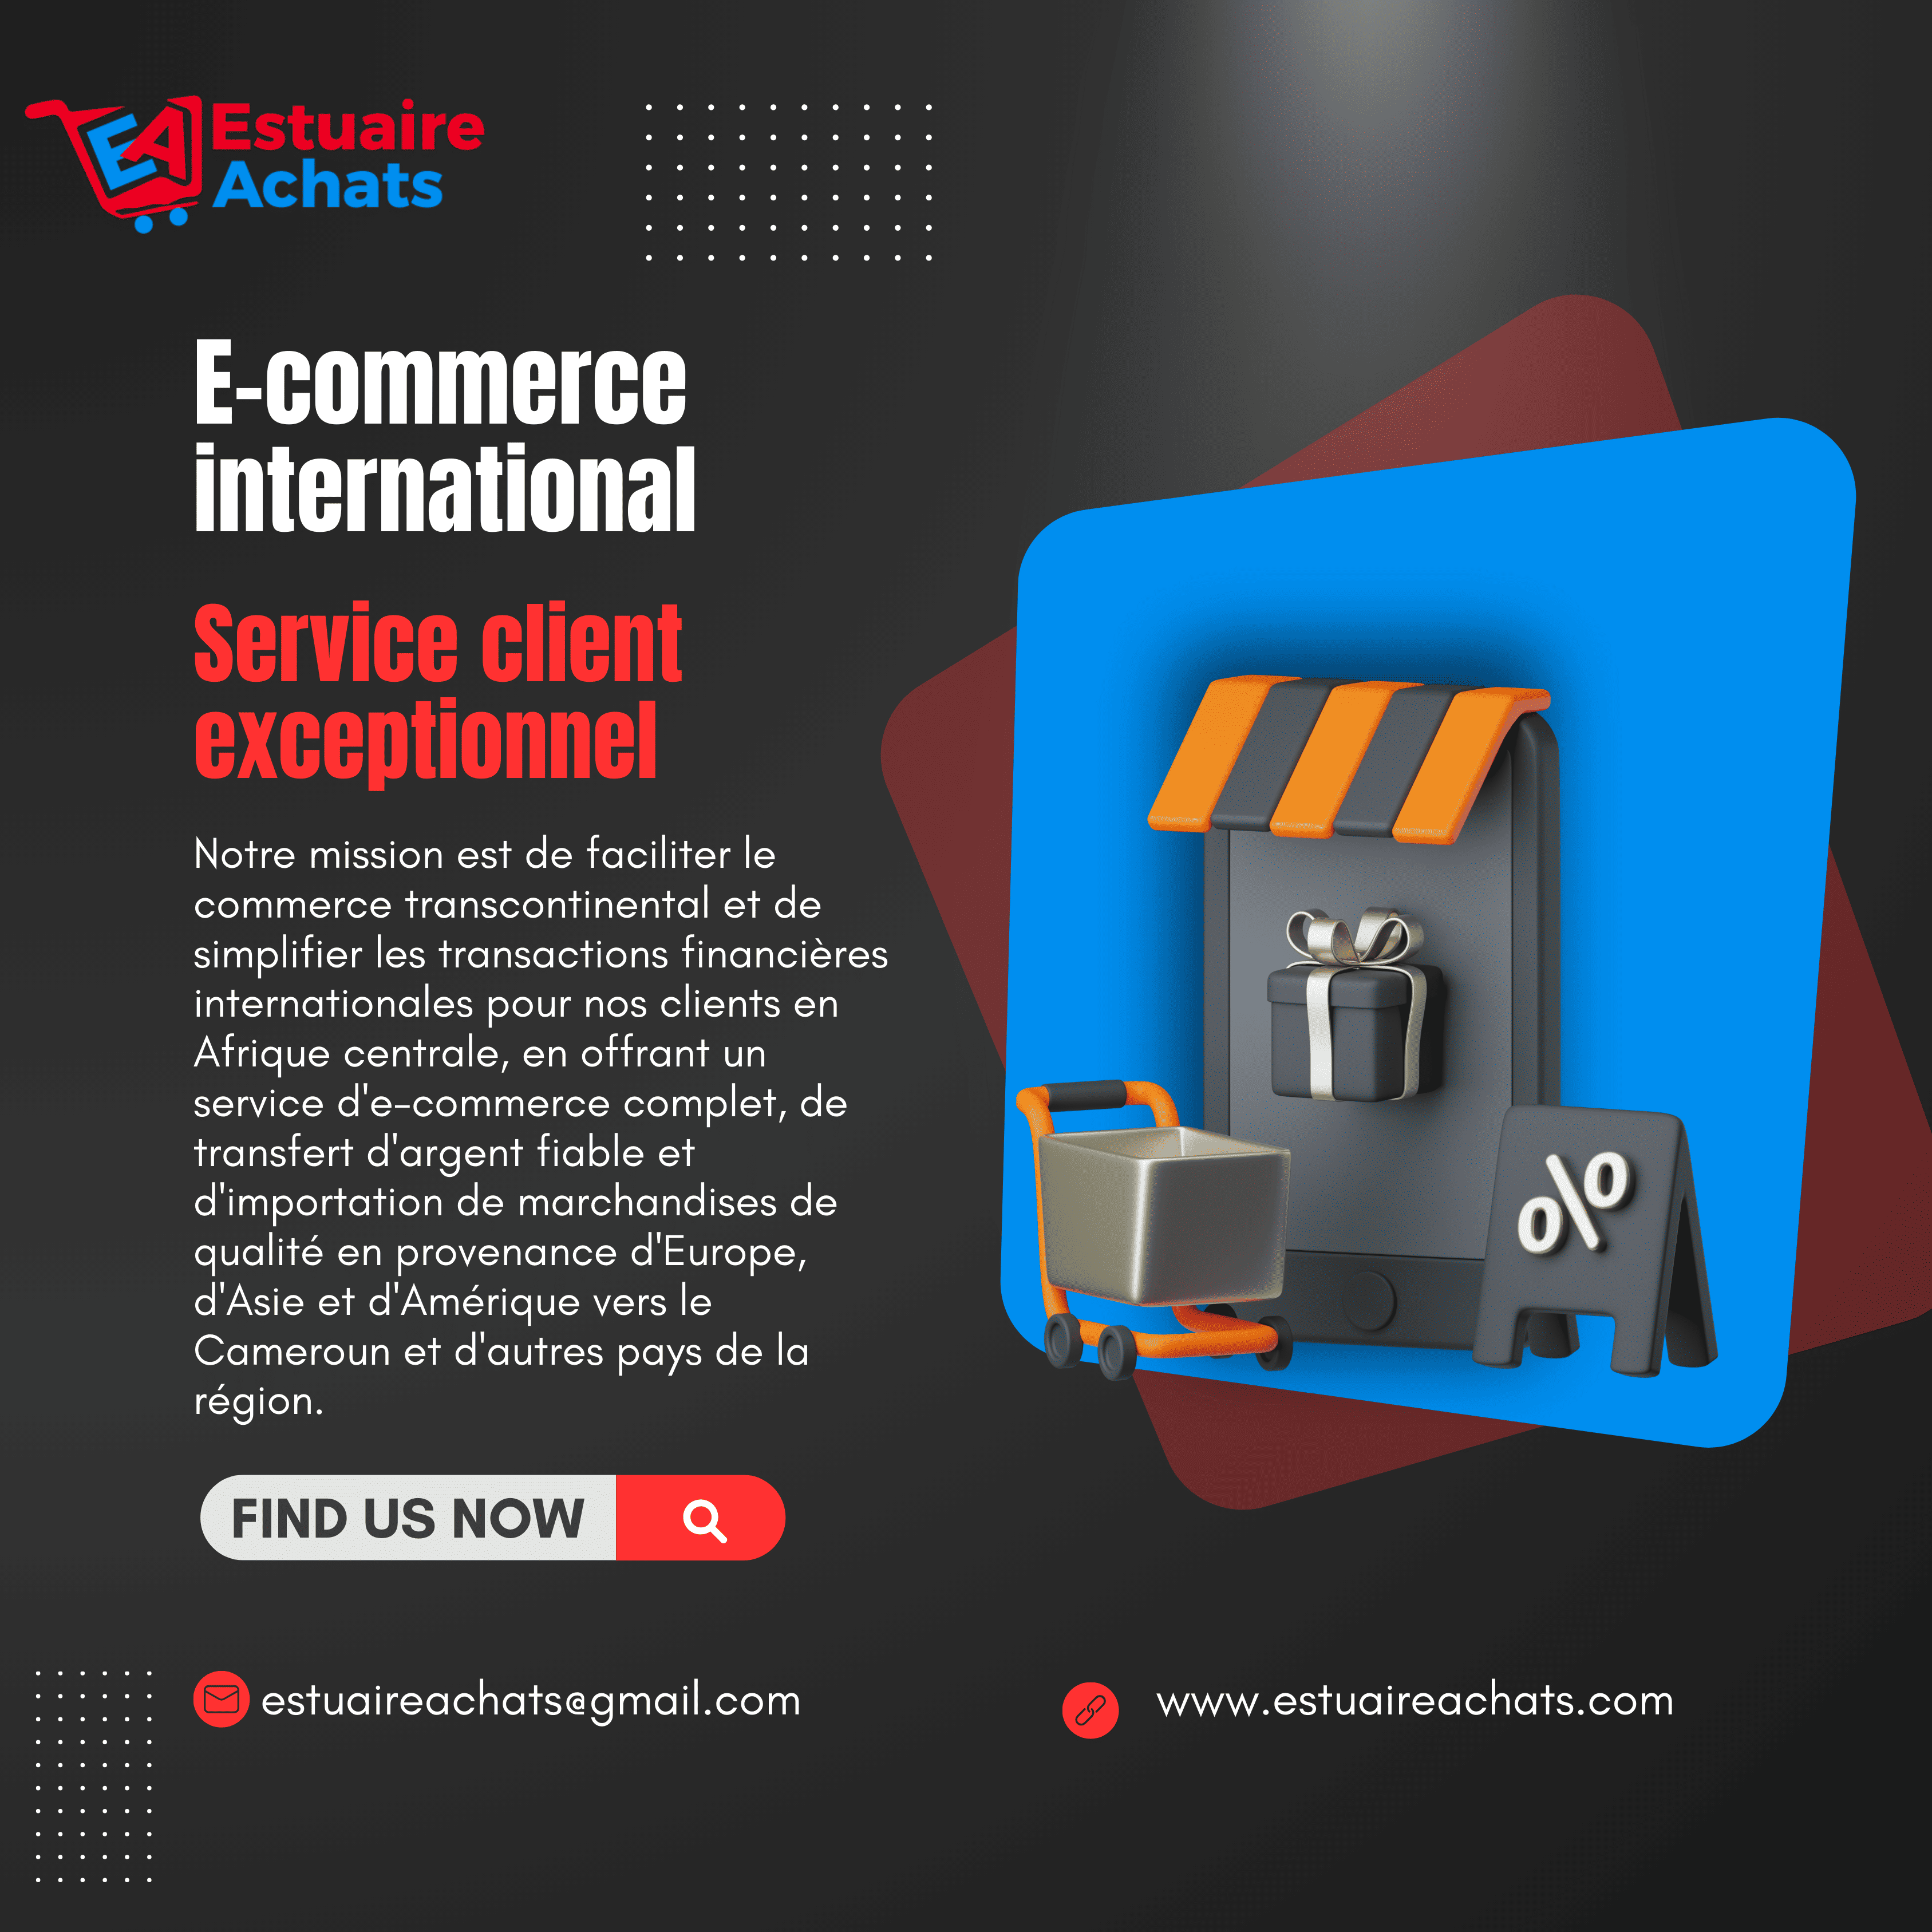 EA Estuaire
Achats
E-commerce
international
Service client
exceptionnel
Notre mission est de faciliter le
commerce transcontinental et de
simplifier les transactions financières
internationales pour nos clients en
Afrique centrale, en offrant un
service d'e-commerce complet, de
transfert d'argent fiable et
d'importation de marchandises de
qualité en provenance d'Europe,
d'Asie et d'Amérique vers le
Cameroun et d'autres pays de la
région.
%
FIND US NOW
estuaireachats@gmail.com
www.estuaireachats.com